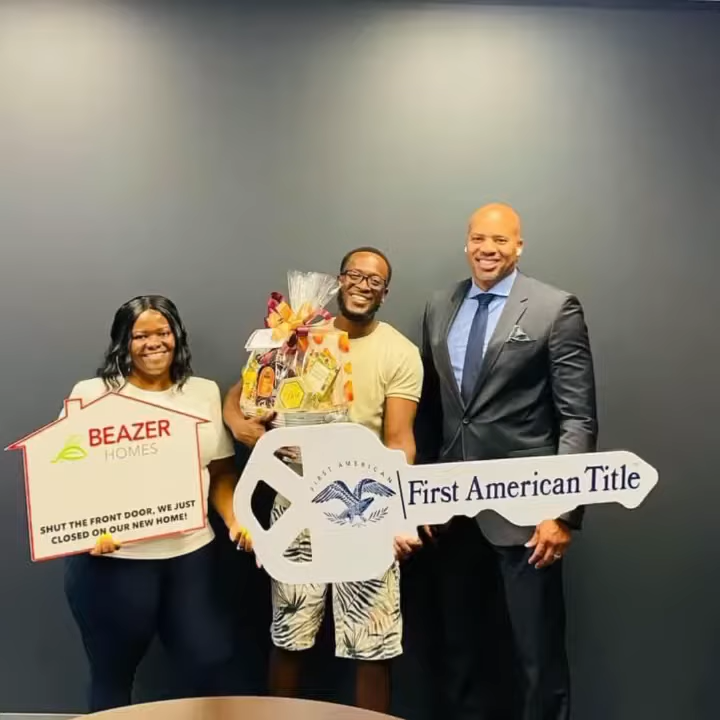 BEAZER
HOMES
SHUT THE FRONT DOOR, WE JUST
CLOSED ON OUR NEW HOME!
FIRST AMERICAN
First American Title